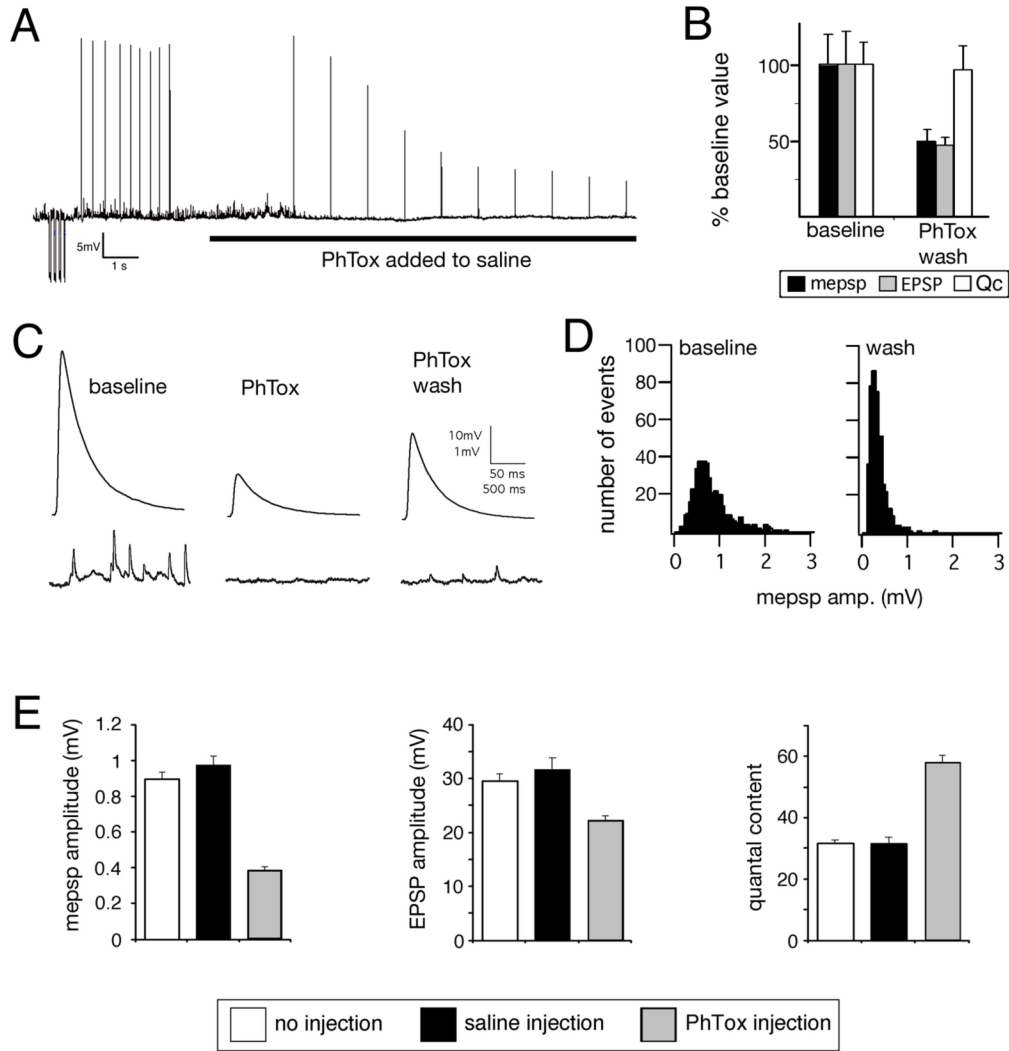 A
5mV
1 s
PhTox added to saline
B
% baseline value
100
50
baseline
PhTox
wash
mepsp
EPSP
Qc
C
baseline
PhTox
PhTox
wash
10mV
1mV
50 ms
500 ms
D
number of events
100
80
60
40
20
baseline
wash
0 1 2 3
0 1 2 3
mepsp amp. (mV)
E
mepsp amplitude (mV)
1.2
1
0.8
0.6
0.4
0.2
0
EPSP amplitude (mV)
40
30
20
10
0
quantal content
60
40
20
0
no injection
saline injection
PhTox injection